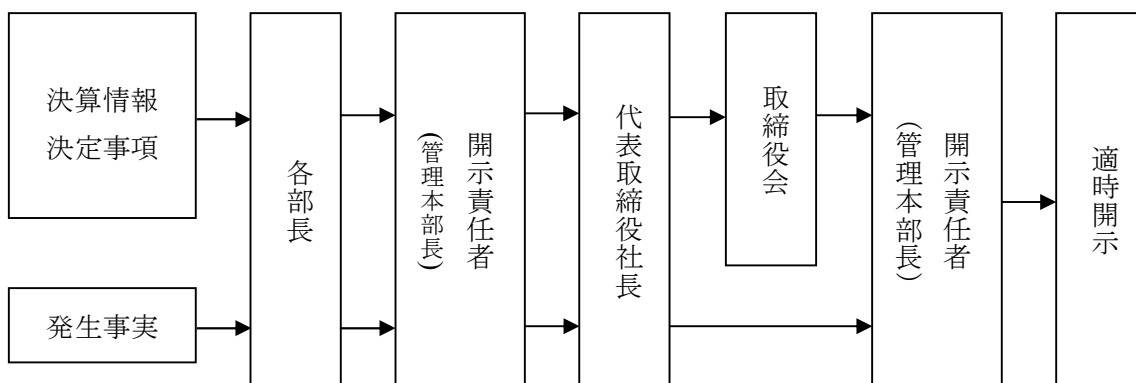 決算情報
決定事項
発生事実
各部長
開示責任者
(管理本部長)
代表取締役社長
取締役会
開示責任者
(管理本部長)
適時開示